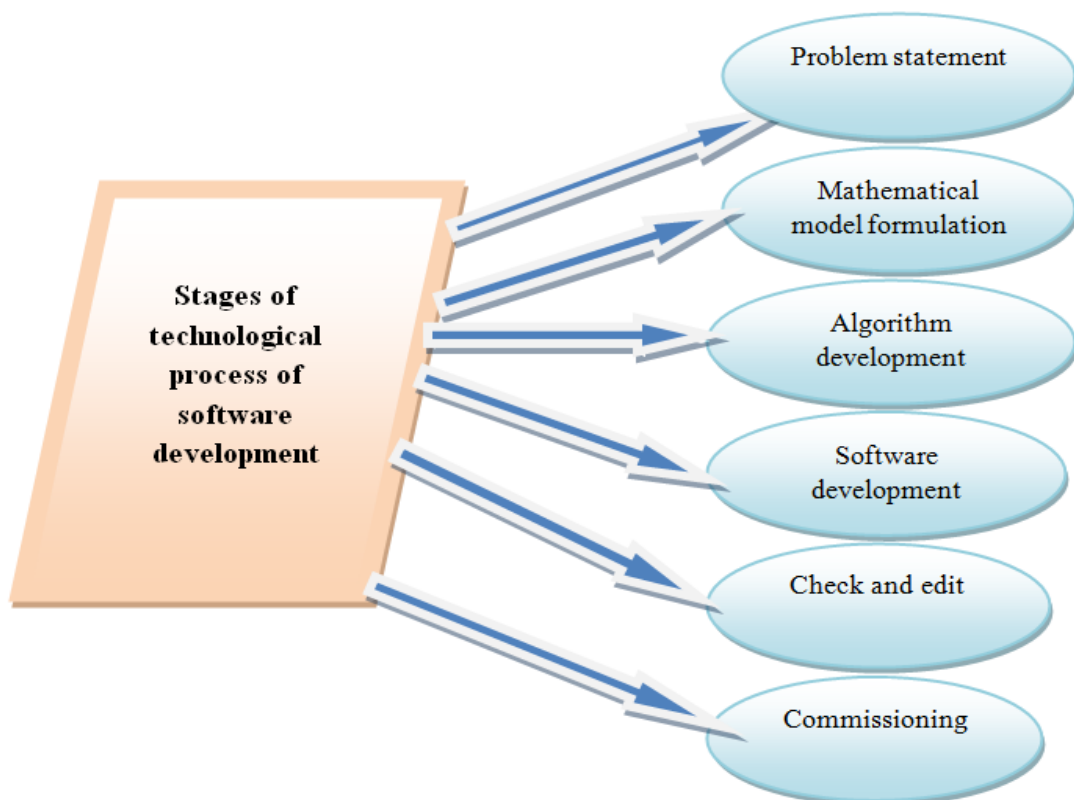 Problem statement
Mathematical
model formulation
Stages of
technological
process of
software
development
Algorithm
development
Software
development
Check and edit
Commissioning